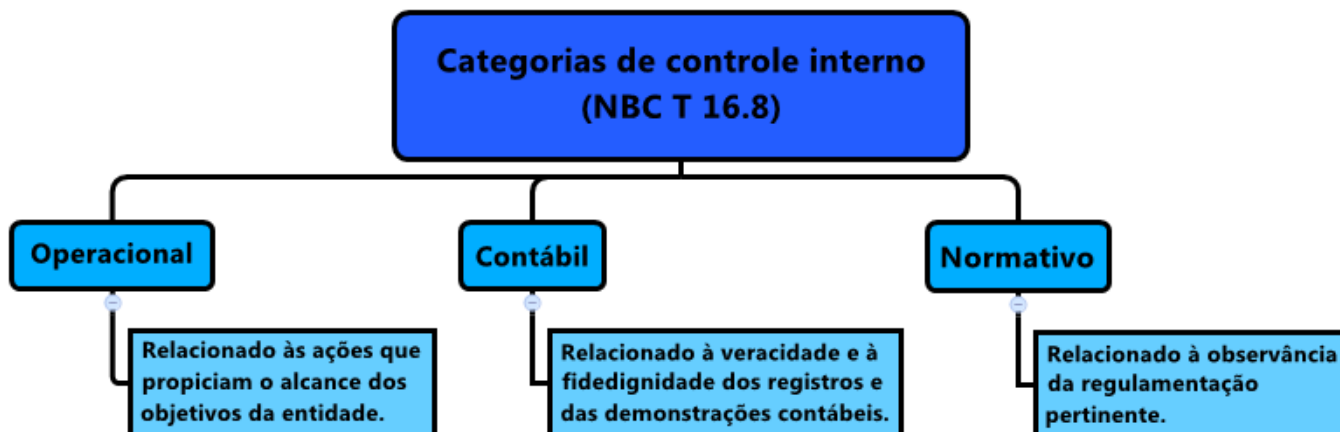 Categorias de controle interno
(NBC T 16.8)
Operacional
Contábil
Normativo
Relacionado às ações que
propiciam o alcance dos
objetivos da entidade.
Relacionado à veracidade e à
fidedignidade dos registros e
das demonstrações contábeis.
Relacionado à observância
da regulamentação
pertinente.